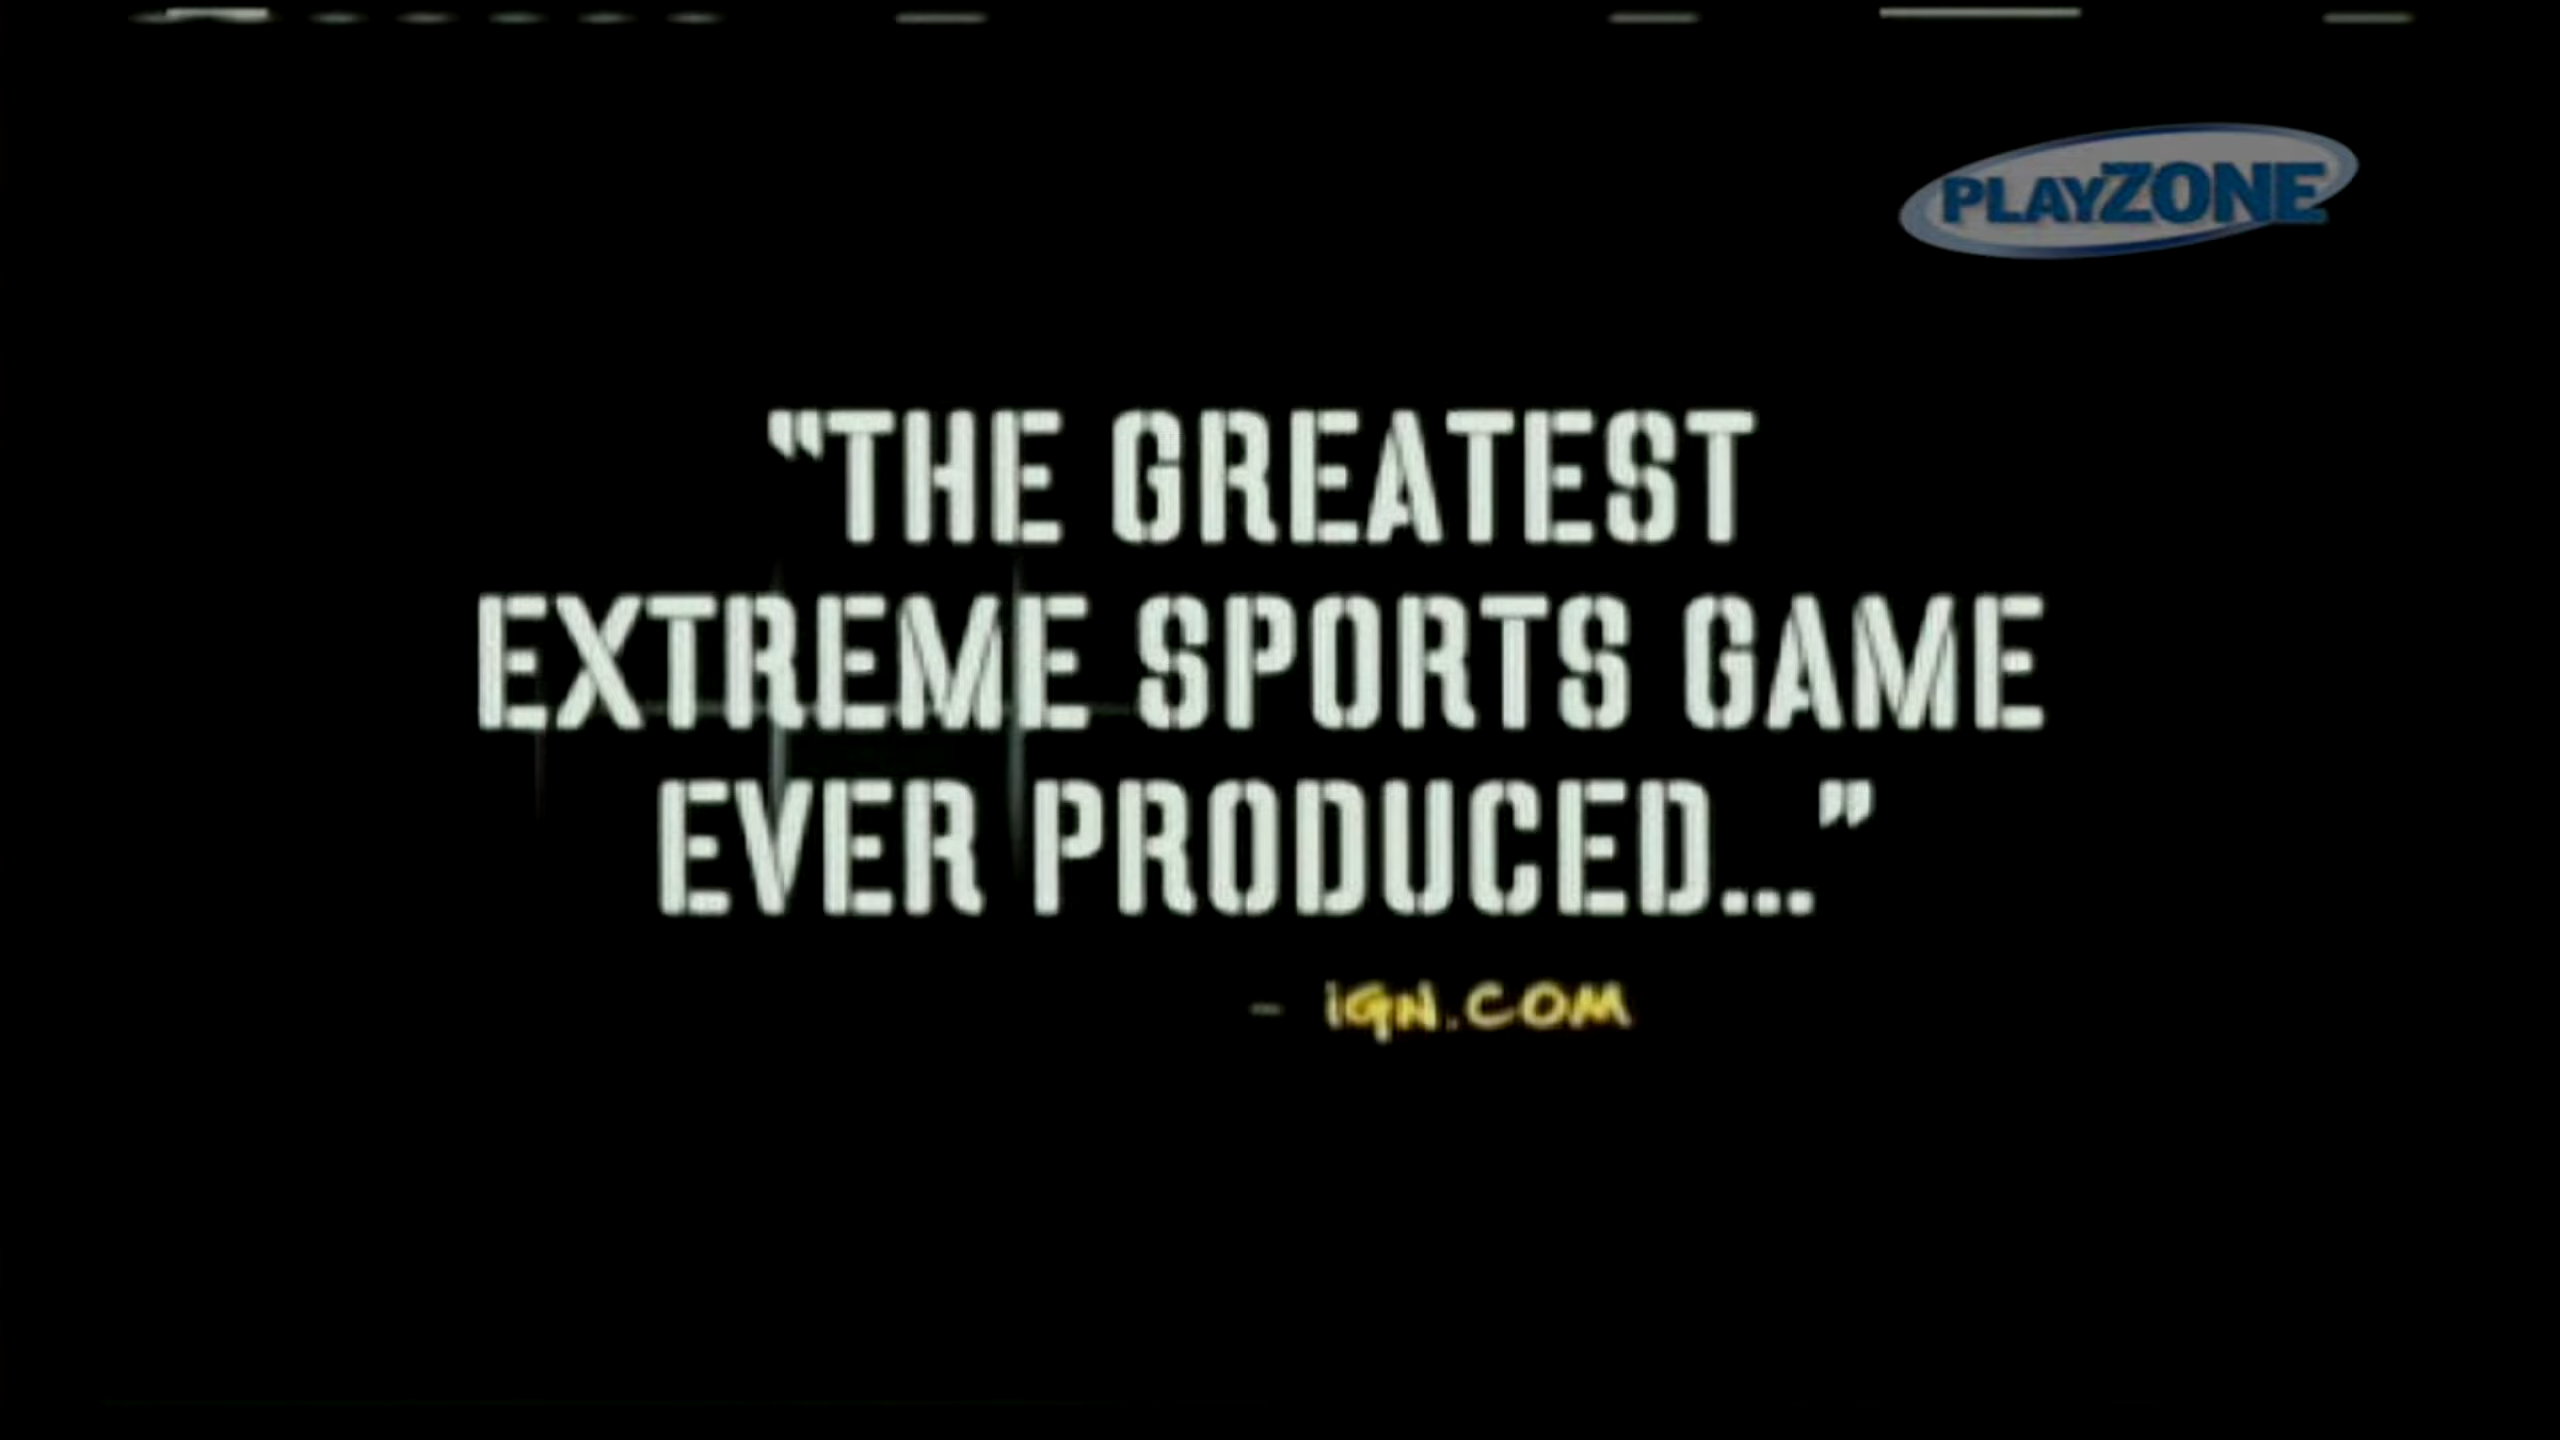 PLAYZONE
“THE GREATEST
EXTREME SPORTS GAME
EVER PRODUCED...”
- iGN.COM